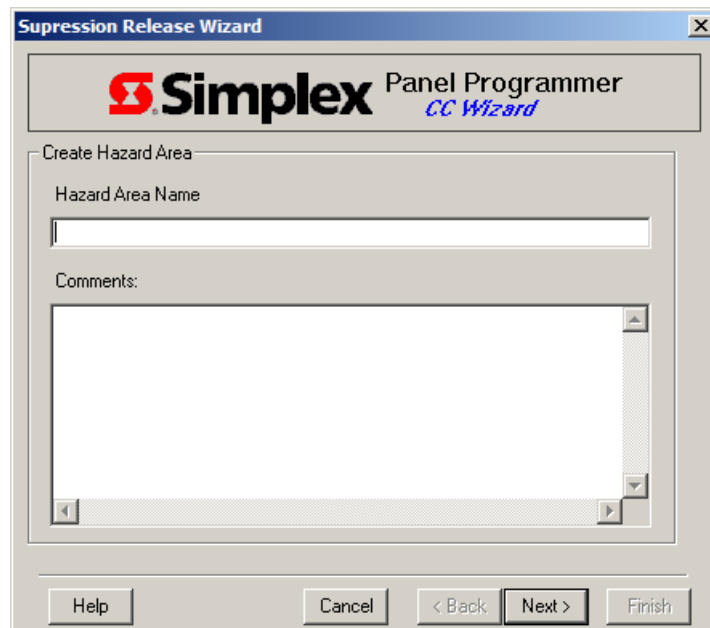 Supression Release Wizard
Simplex Panel Programmer
CC Wizard
Create Hazard Area
Hazard Area Name
Comments:
Help Cancel < Back Next > Finish